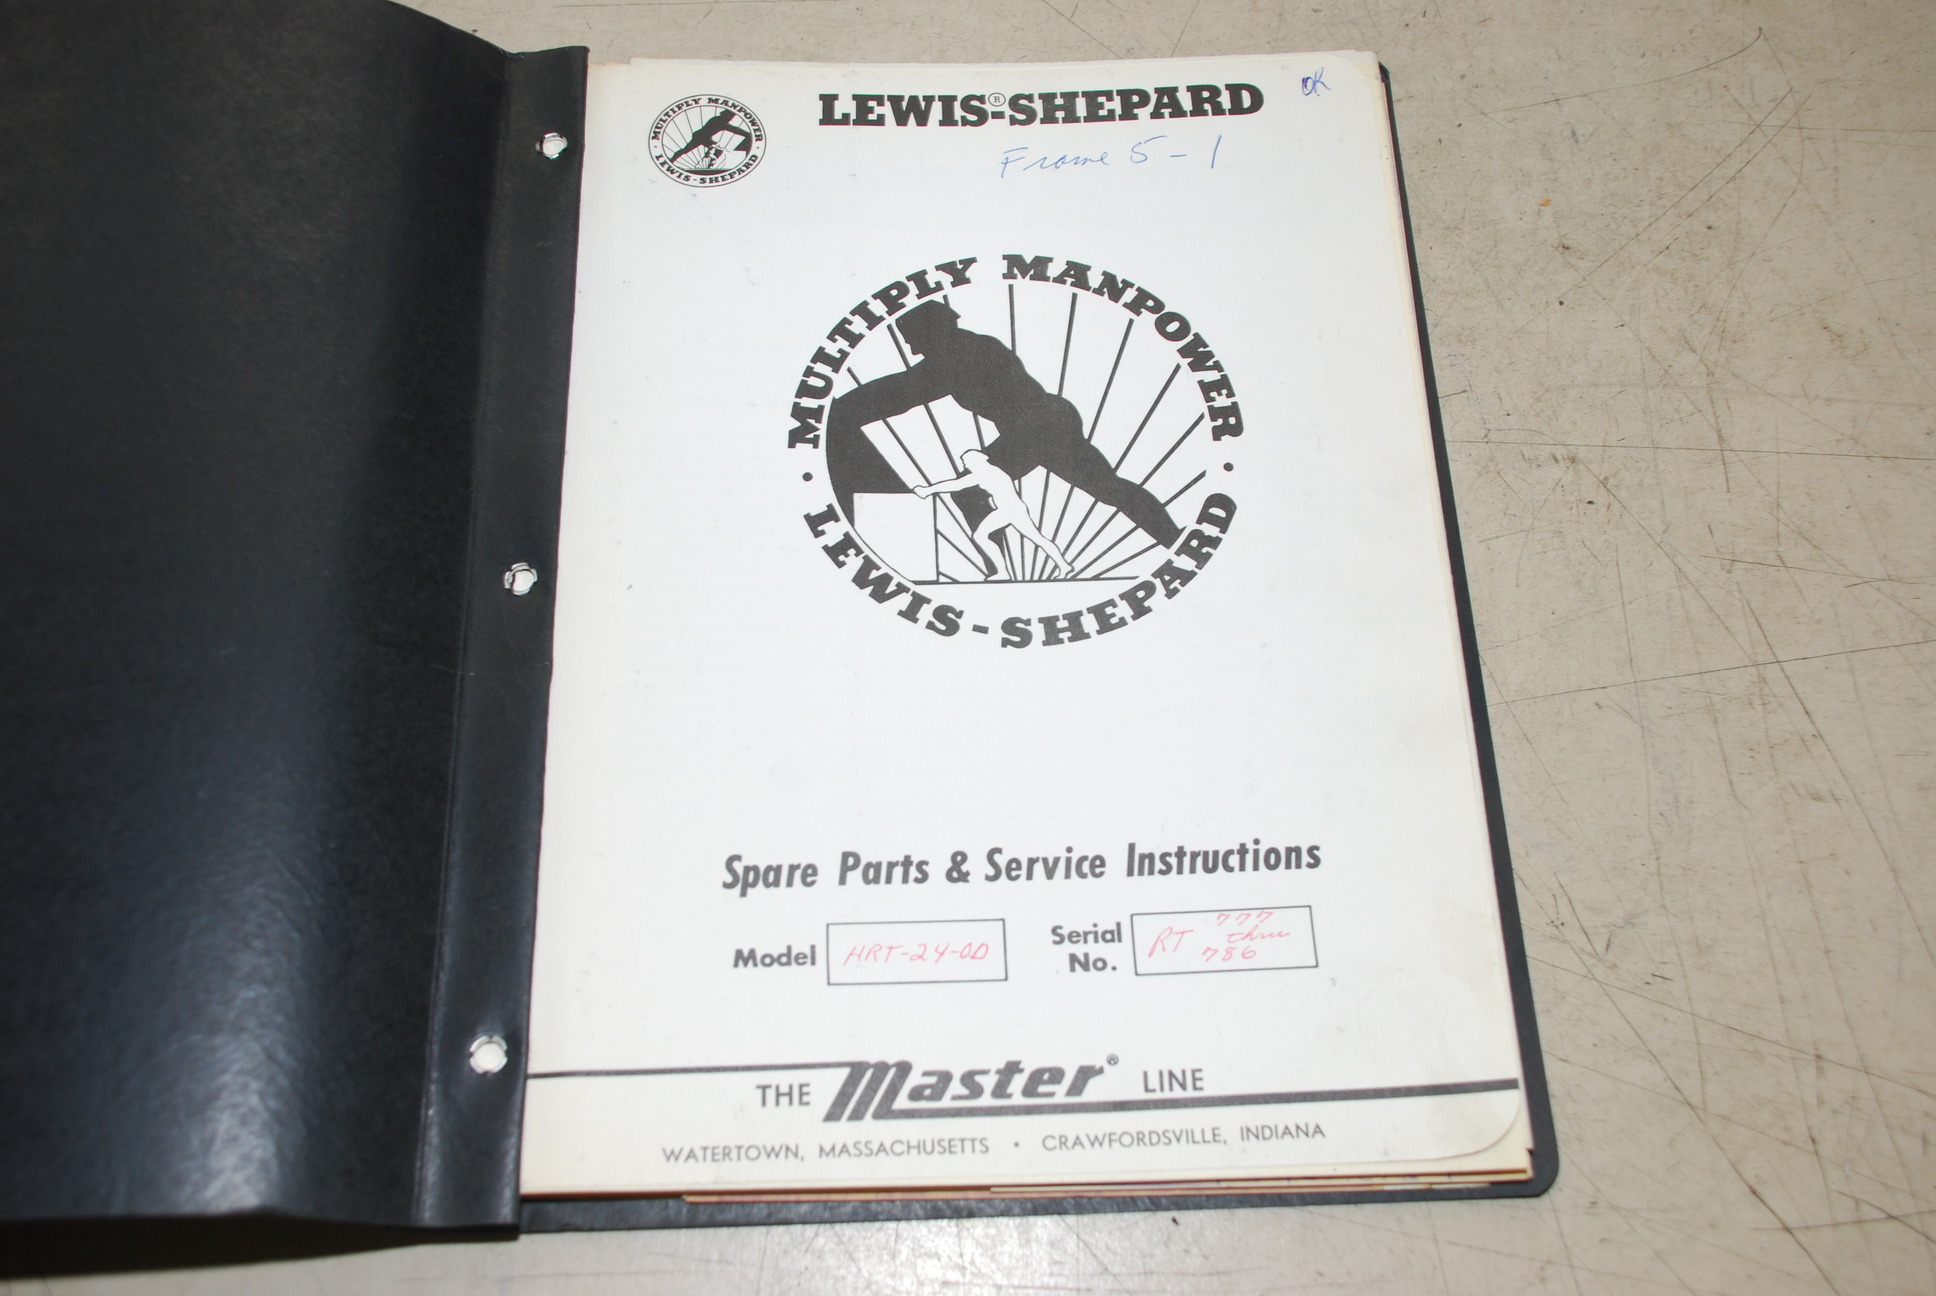 MULTIPLY MANPOWER
· LEWIS-SHEPARD ·
LEWIS®-SHEPARD
OK
Frame 5-1
MULTIPLY MANPOWER
· LEWIS-SHEPARD ·
Spare Parts & Service Instructions
Model HRT-24-OD
Serial No. RT 777 thru 786
THE Master® LINE
WATERTOWN, MASSACHUSETTS • CRAWFORDSVILLE, INDIANA